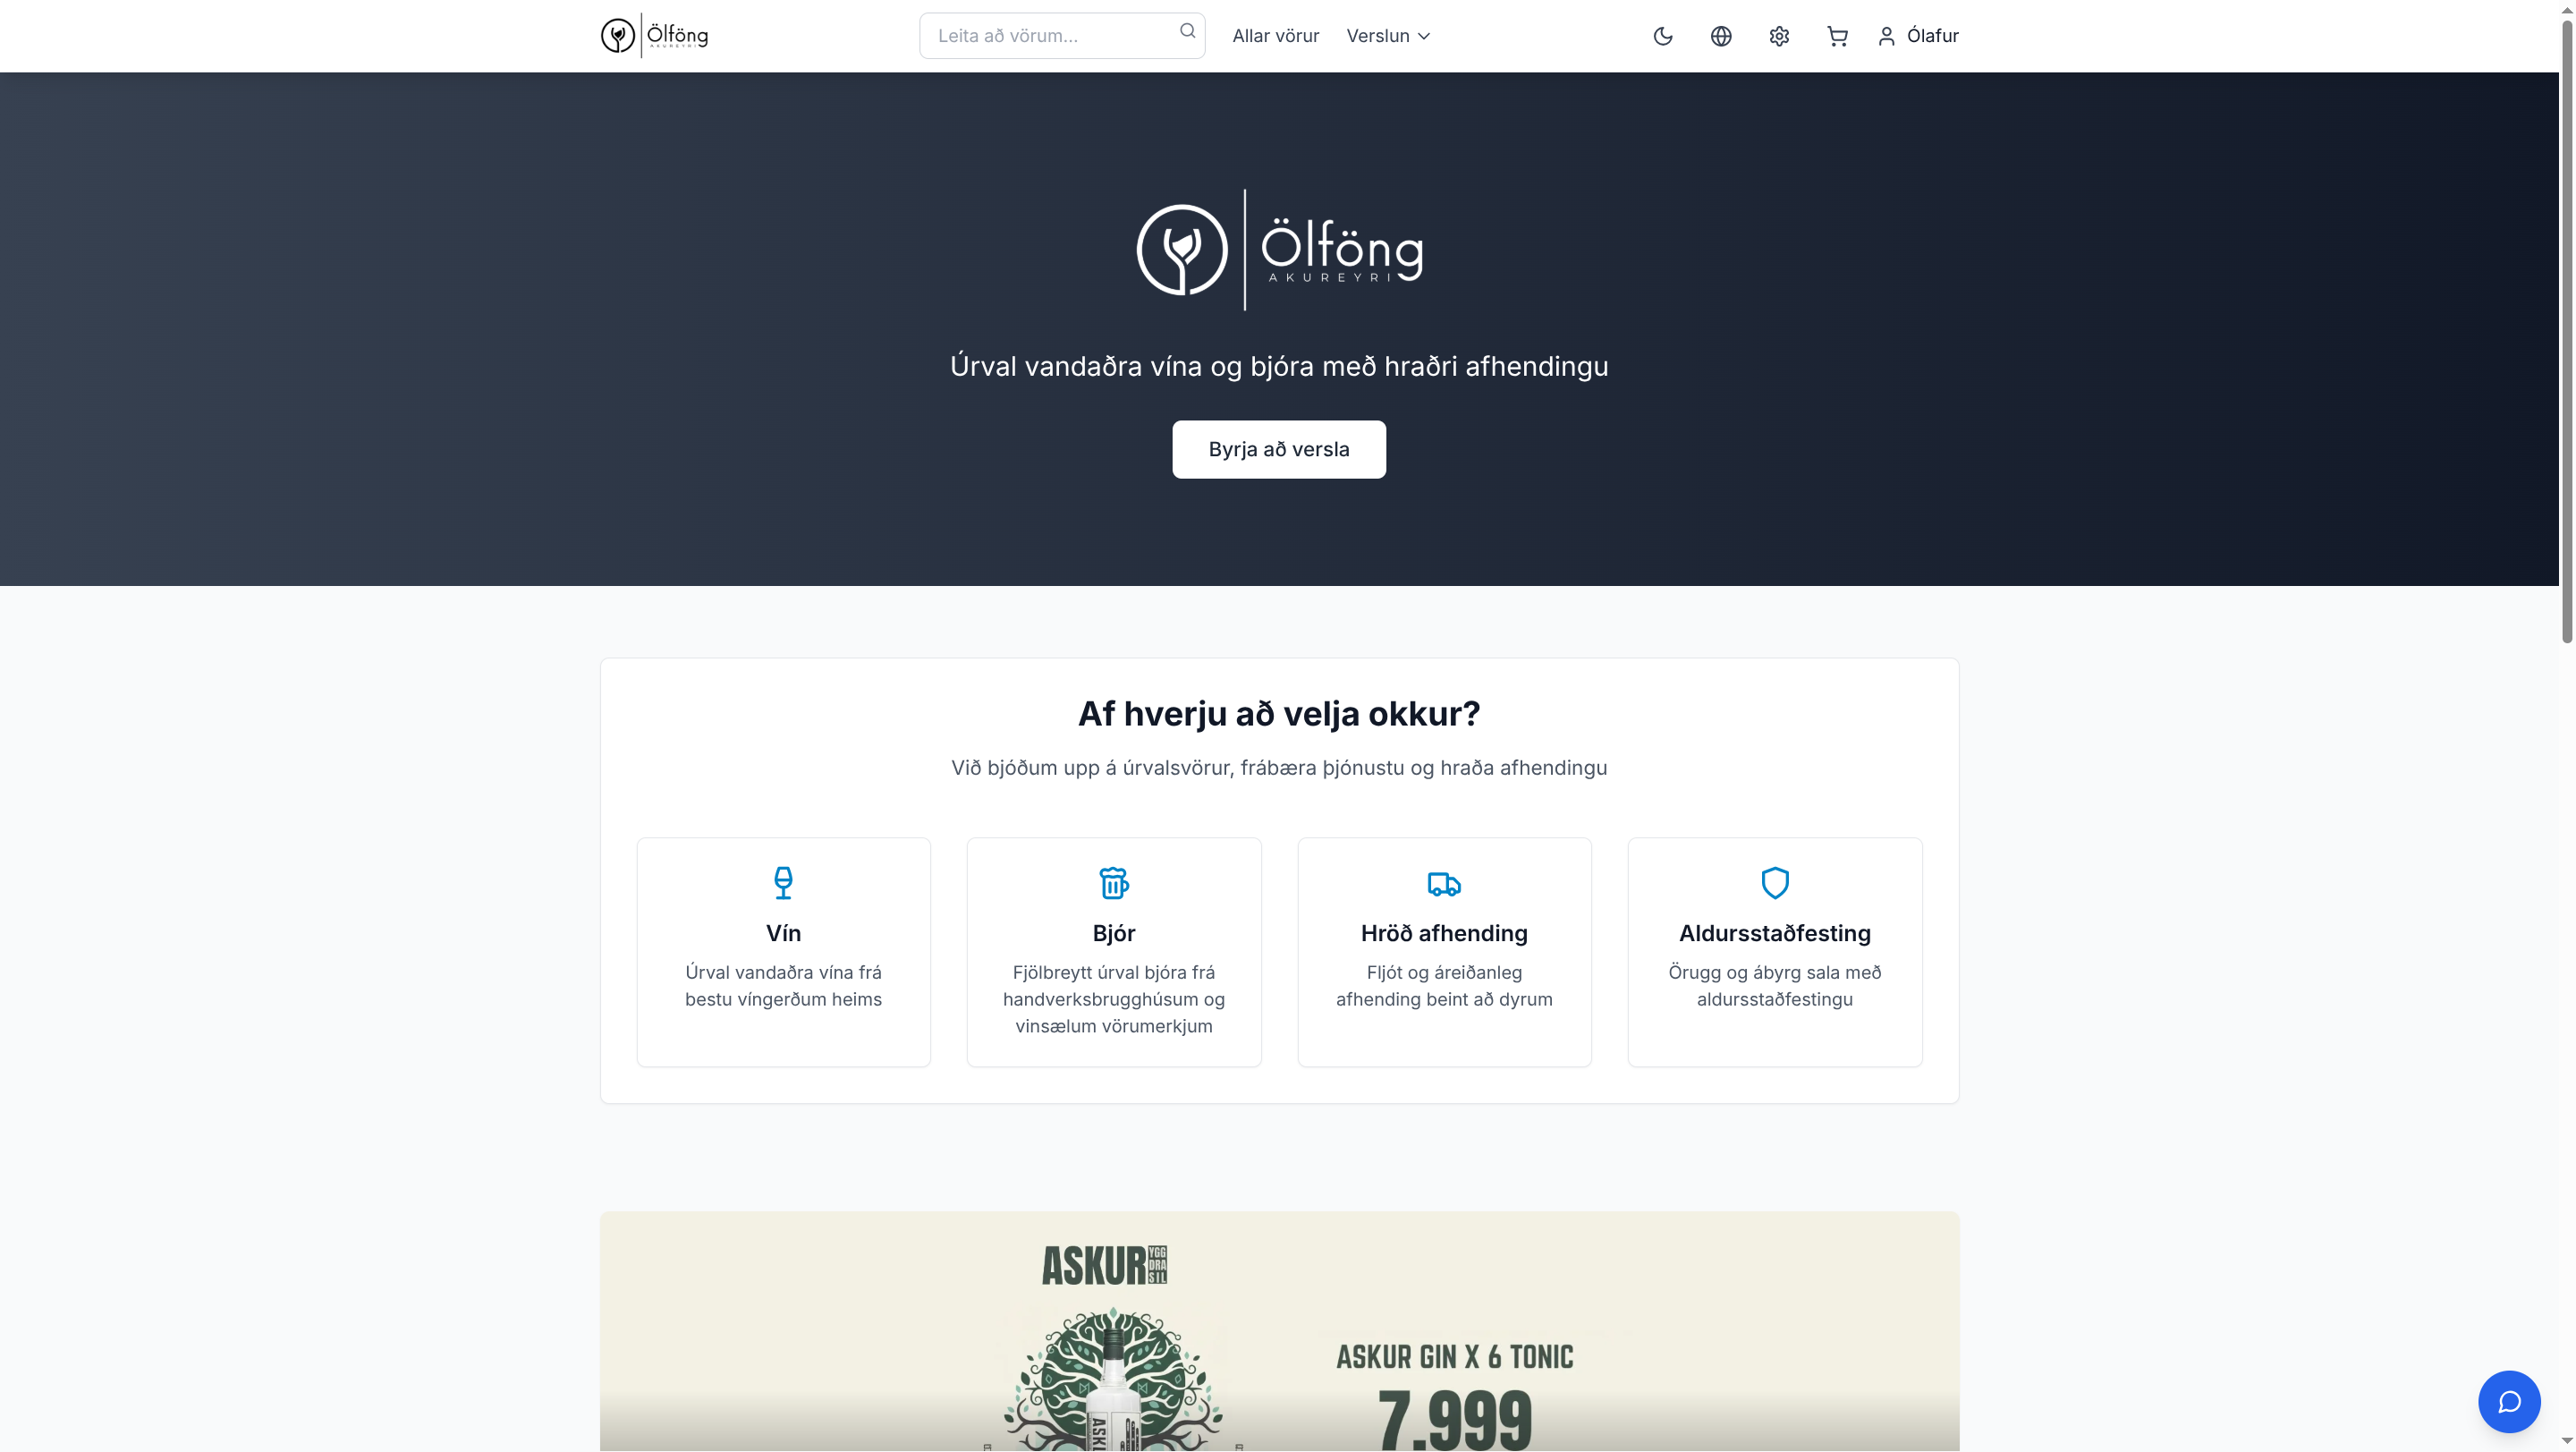 Ölföng
AKUREYRI
Leita að vörum...
Allar vörur
Verslun
Ólafur
Ölföng
AKUREYRI
Úrval vandaðra vína og bjóra með hraðri afhendingu
Byrja að versla
Af hverju að velja okkur?
Við bjóðum upp á úrvalsvörur, frábæra þjónustu og hraða afhendingu
Vín
Úrval vandaðra vína frá
bestu víngerðum heims
Bjór
Fjölbreytt úrval bjóra frá
handverksbrugghúsum og
vinsælum vörumerkjum
Hröð afhending
Fljót og áreiðanleg
afhending beint að dyrum
Aldursstaðfesting
Örugg og ábyrg sala með
aldursstaðfestingu
ASKUR
YGG
DRA
SIL
ASKUR GIN X 6 TONIC
7.999